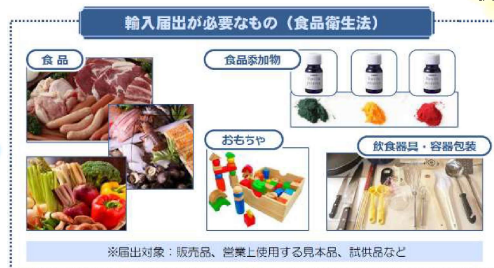 輸入届出が必要なもの（食品衛生法）
食品
食品添加物
おもちゃ
飲食器具・容器包装
※届出対象：販売品、営業上使用する見本品、試供品など